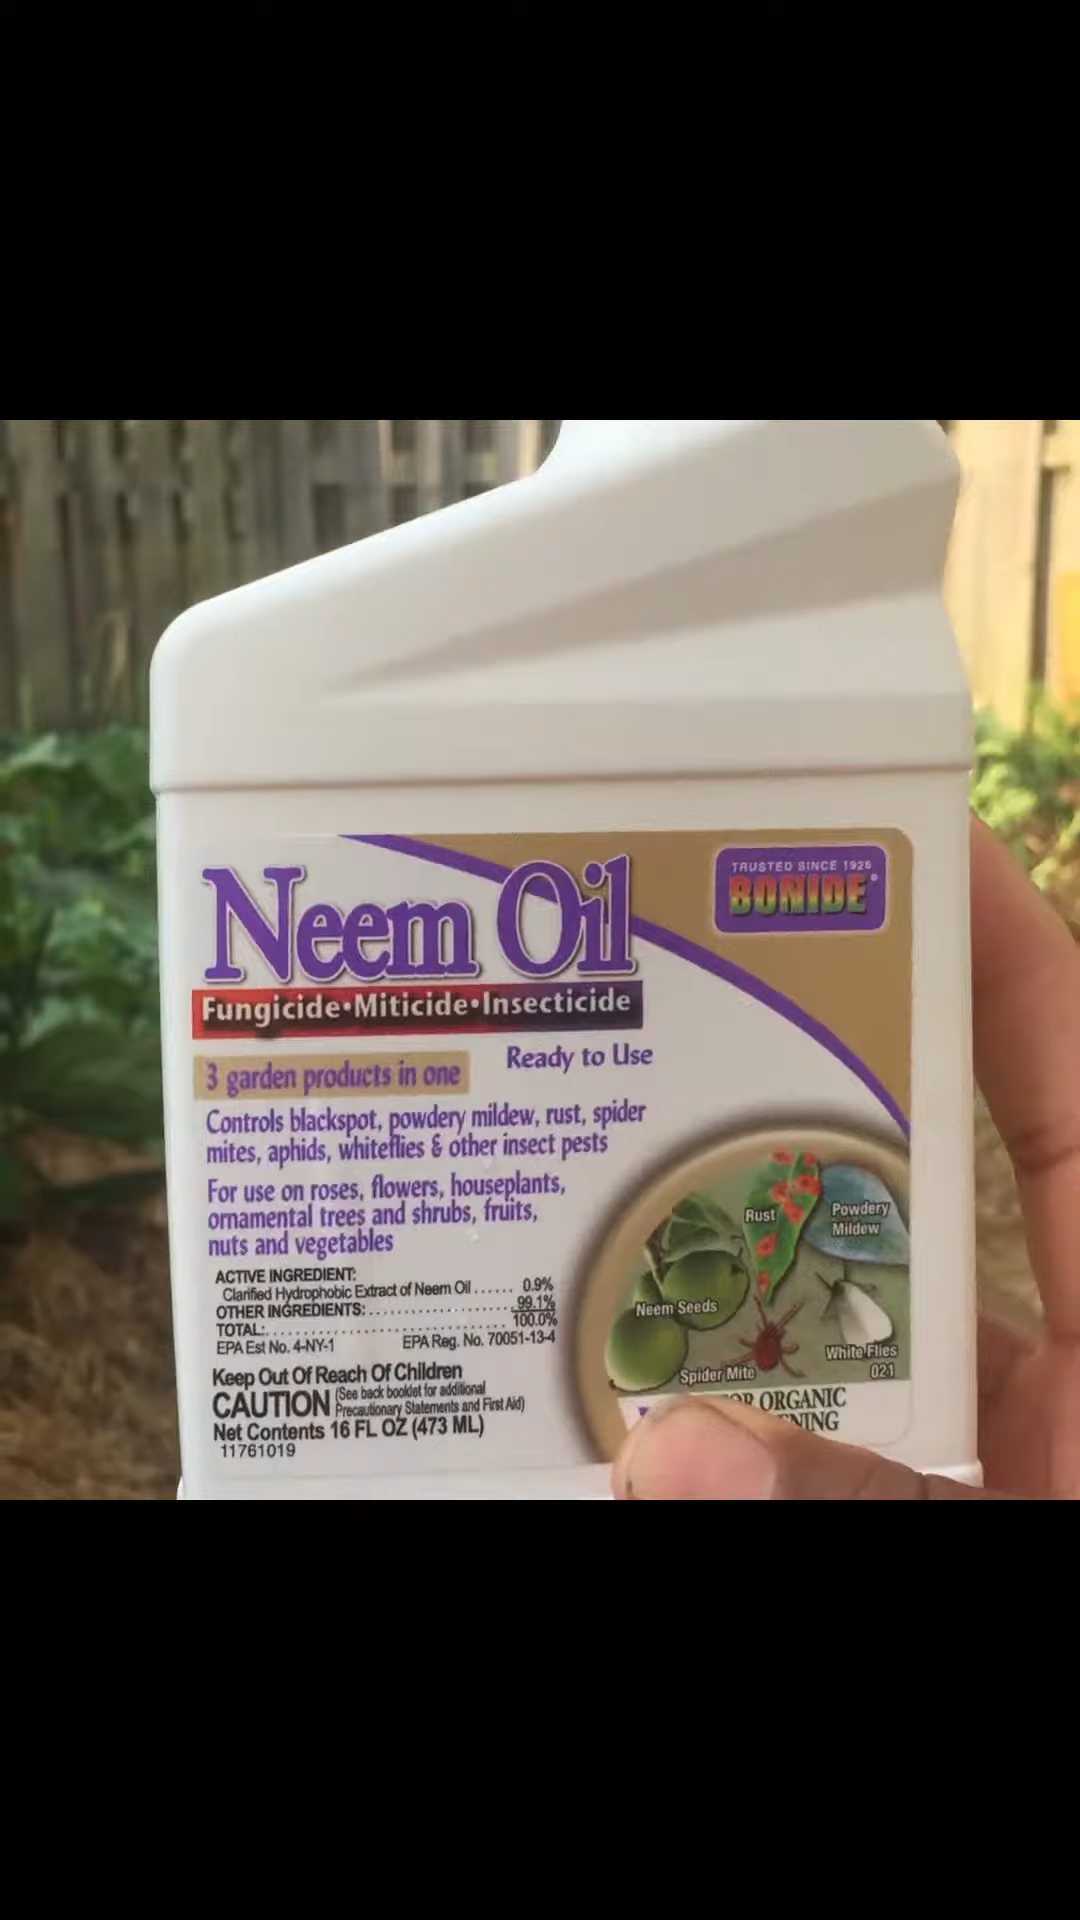 TRUSTED SINCE 1926
BONIDE®
Neem Oil
Fungicide•Miticide•Insecticide
Ready to Use
3 garden products in one
Controls blackspot, powdery mildew, rust, spider
mites, aphids, whiteflies & other insect pests
For use on roses, flowers, houseplants,
ornamental trees and shrubs, fruits,
nuts and vegetables
ACTIVE INGREDIENT:
Clarified Hydrophobic Extract of Neem Oil ...... 0.9%
OTHER INGREDIENTS: .................... 99.1%
TOTAL: .............................. 100.0%
EPA Est No. 4-NY-1 EPA Reg. No. 70051-13-4
Keep Out Of Reach Of Children
CAUTION (See back booklet for additional
Precautionary Statements and First Aid)
Net Contents 16 FL OZ (473 ML)
11761019
Rust
Powdery
Mildew
Neem Seeds
White Flies
Spider Mite
021
ORGANIC